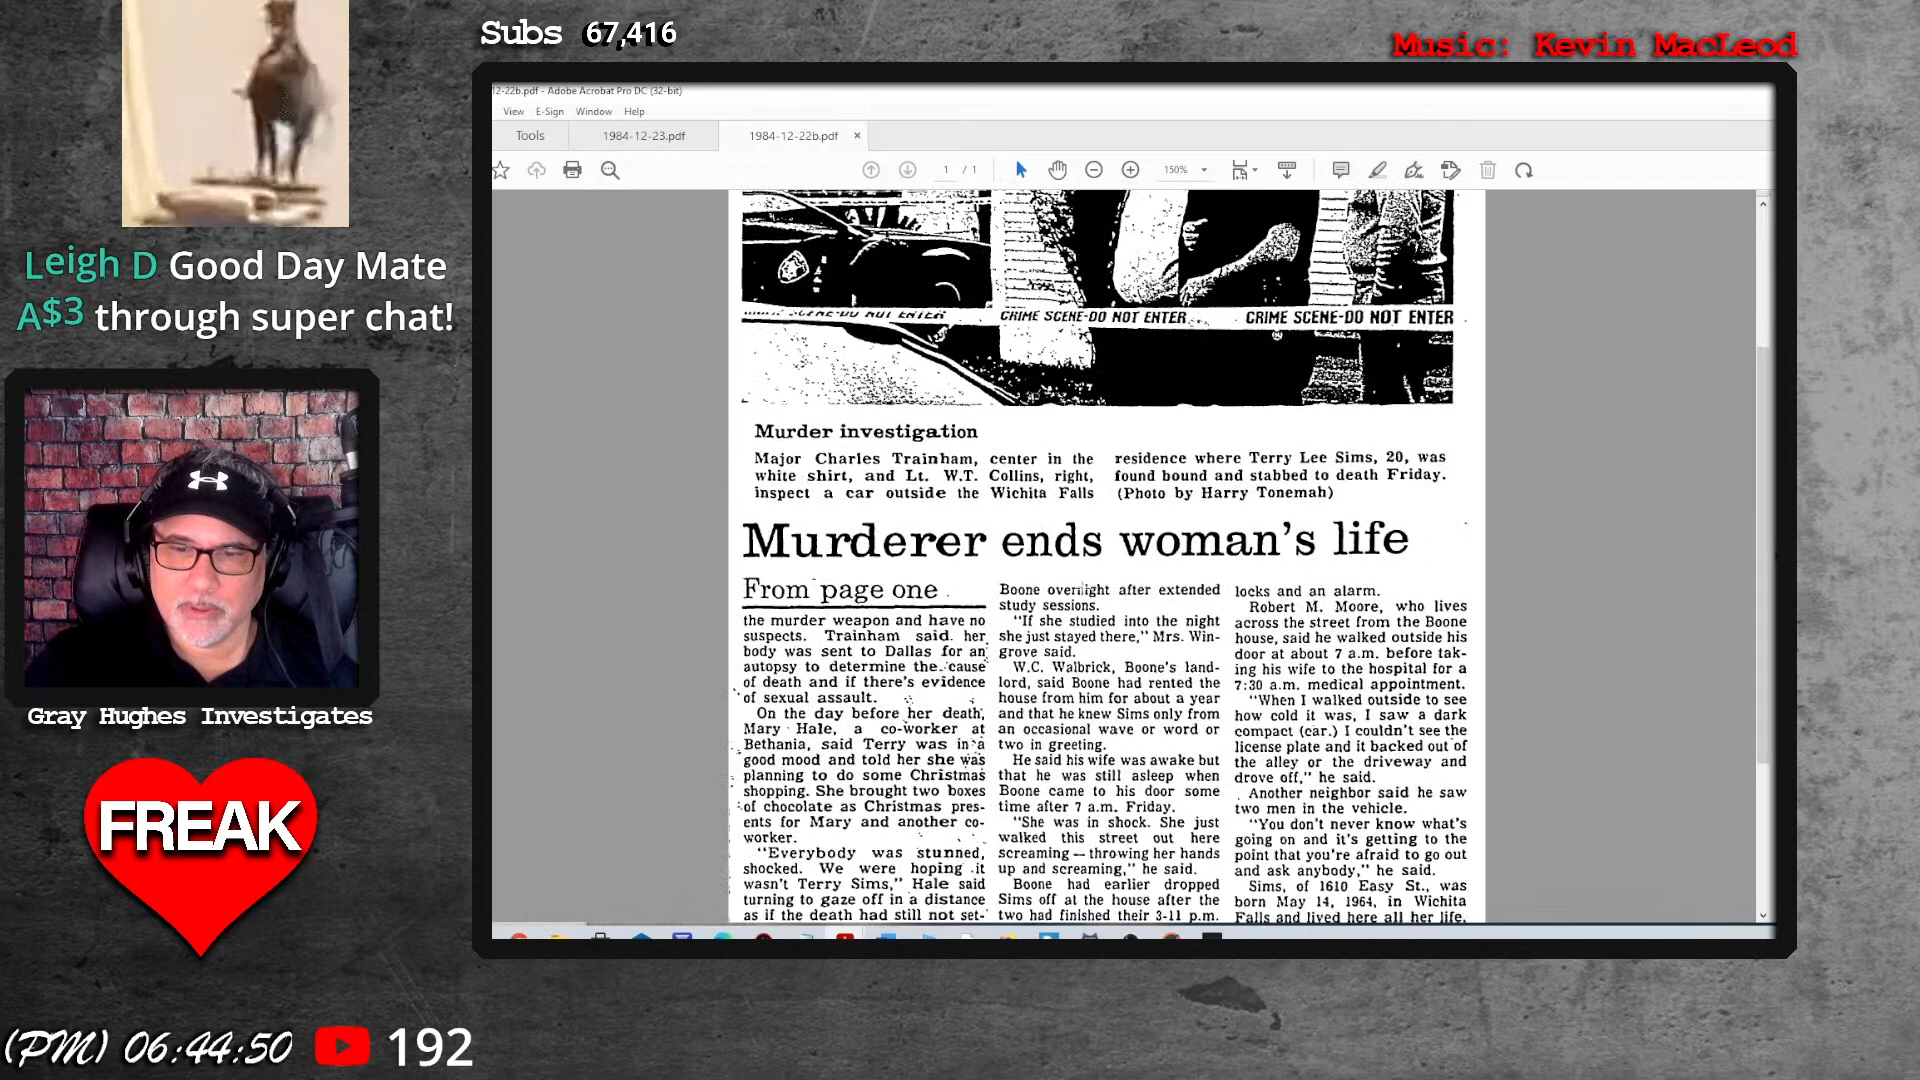 Subs 67,416
Music: Kevin MacLeod
12-22b.pdf - Adobe Acrobat Pro DC (32-bit)
View E-Sign Window Help
Tools 1984-12-23.pdf 1984-12-22b.pdf ×
1 / 1 150%
Leigh D Good Day Mate
A$3 through super chat!
Gray Hughes Investigates
FREAK
(PM) 06:44:50 192
CRIME SCENE-DO NOT ENTER CRIME SCENE-DO NOT ENTER
Murder investigation
Major Charles Trainham, center in the
white shirt, and Lt. W.T. Collins, right,
inspect a car outside the Wichita Falls
residence where Terry Lee Sims, 20, was
found bound and stabbed to death Friday.
(Photo by Harry Tonemah)
Murderer ends woman's life
From page one
the murder weapon and have no
suspects. Trainham said her
body was sent to Dallas for an
autopsy to determine the cause
of death and if there's evidence
of sexual assault.
On the day before her death,
Mary Hale, a co-worker at
Bethania, said Terry was in a
good mood and told her she was
planning to do some Christmas
shopping. She brought two boxes
of chocolate as Christmas pres-
ents for Mary and another co-
worker.
"Everybody was stunned,
shocked. We were hoping it
wasn't Terry Sims," Hale said
turning to gaze off in a distance
as if the death had still not set-
Boone overnight after extended
study sessions.
"If she studied into the night
she just stayed there," Mrs. Win-
grove said.
W.C. Walbrick, Boone's land-
lord, said Boone had rented the
house from him for about a year
and that he knew Sims only from
an occasional wave or word or
two in greeting.
He said his wife was awake but
that he was still asleep when
Boone came to his door some
time after 7 a.m. Friday.
"She was in shock. She just
walked this street out here
screaming — throwing her hands
up and screaming," he said.
Boone had earlier dropped
Sims off at the house after the
two had finished their 3-11 p.m.
locks and an alarm.
Robert M. Moore, who lives
across the street from the Boone
house, said he walked outside his
door at about 7 a.m. before tak-
ing his wife to the hospital for a
7:30 a.m. medical appointment.
"When I walked outside to see
how cold it was, I saw a dark
compact (car.) I couldn't see the
license plate and it backed out of
the alley or the driveway and
drove off," he said.
Another neighbor said he saw
two men in the vehicle.
"You don't never know what's
going on and it's getting to the
point that you're afraid to go out
and ask anybody," he said.
Sims, of 1610 Easy St., was
born May 14, 1964, in Wichita
Falls and lived here all her life,